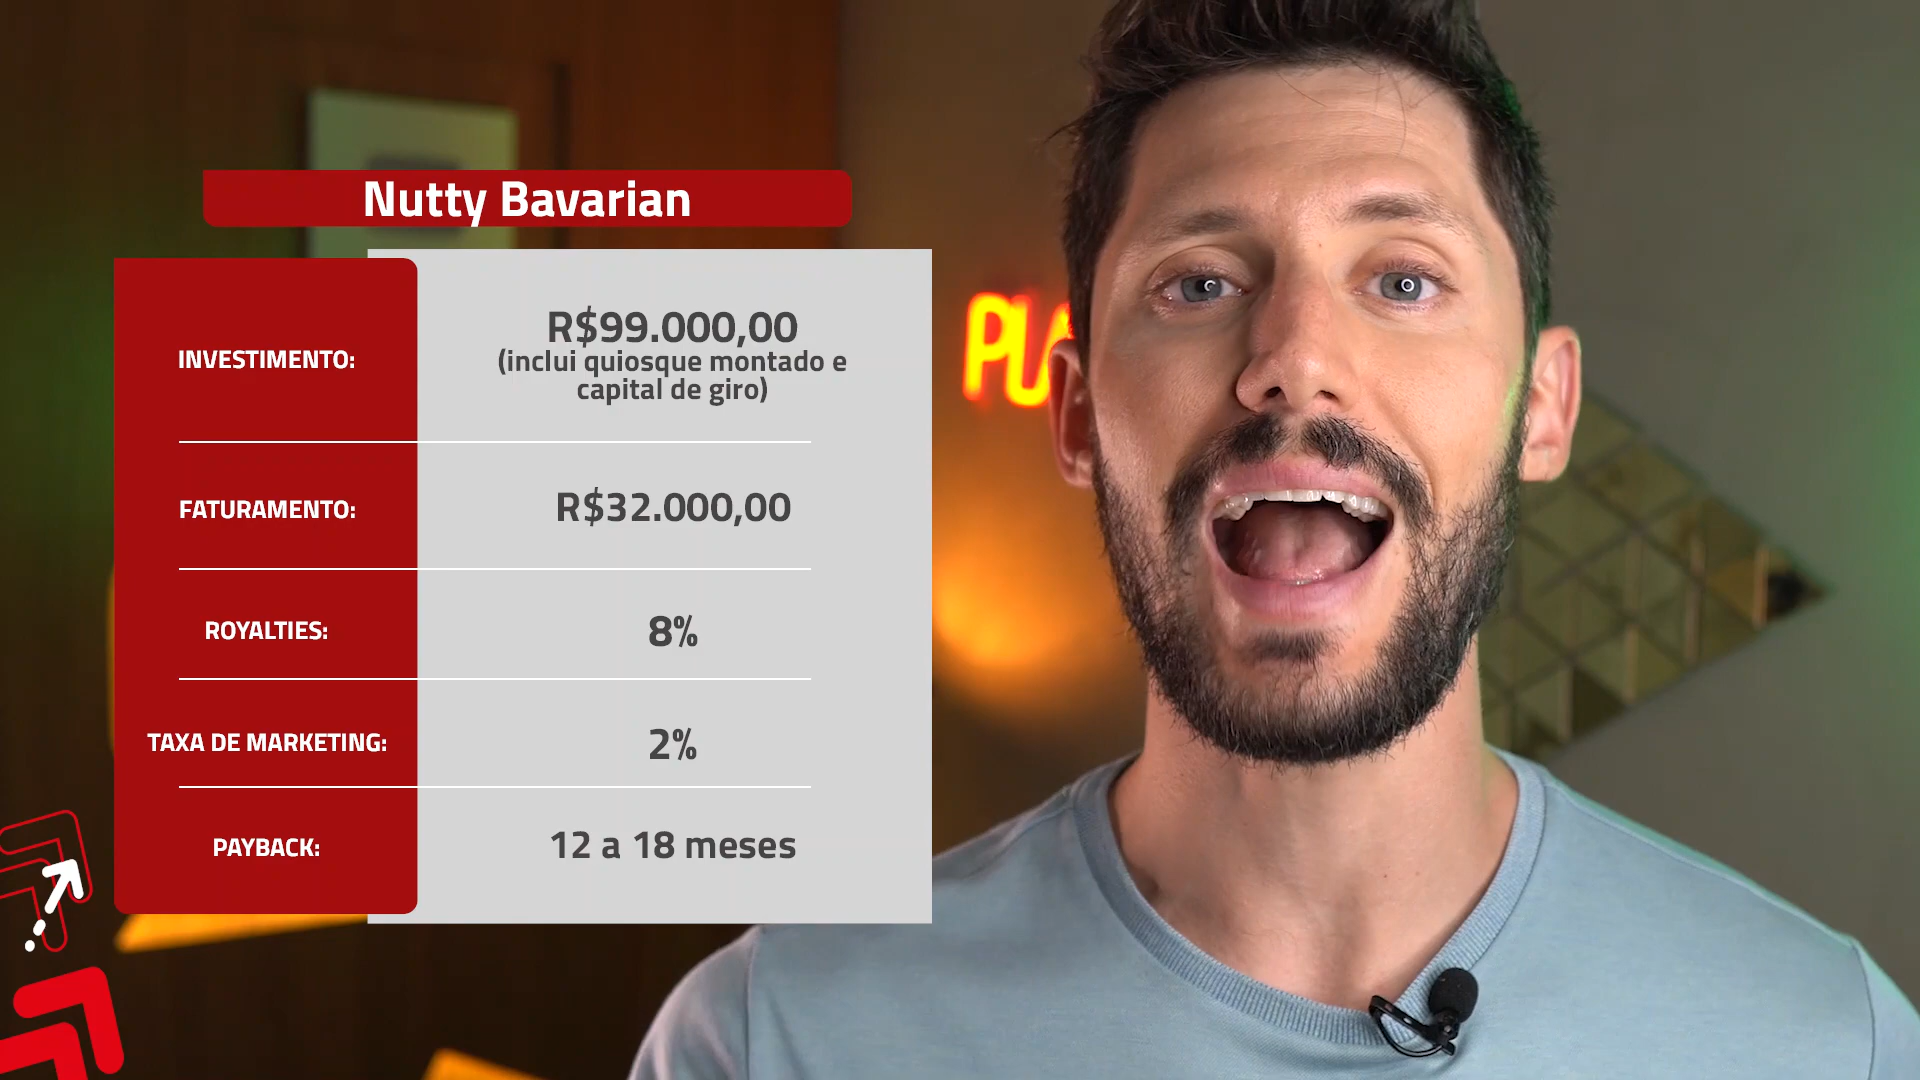 Nutty Bavarian
INVESTIMENTO:
R$99.000,00
(inclui quiosque montado e
capital de giro)
FATURAMENTO:
R$32.000,00
ROYALTIES:
8%
TAXA DE MARKETING:
2%
PAYBACK:
12 a 18 meses